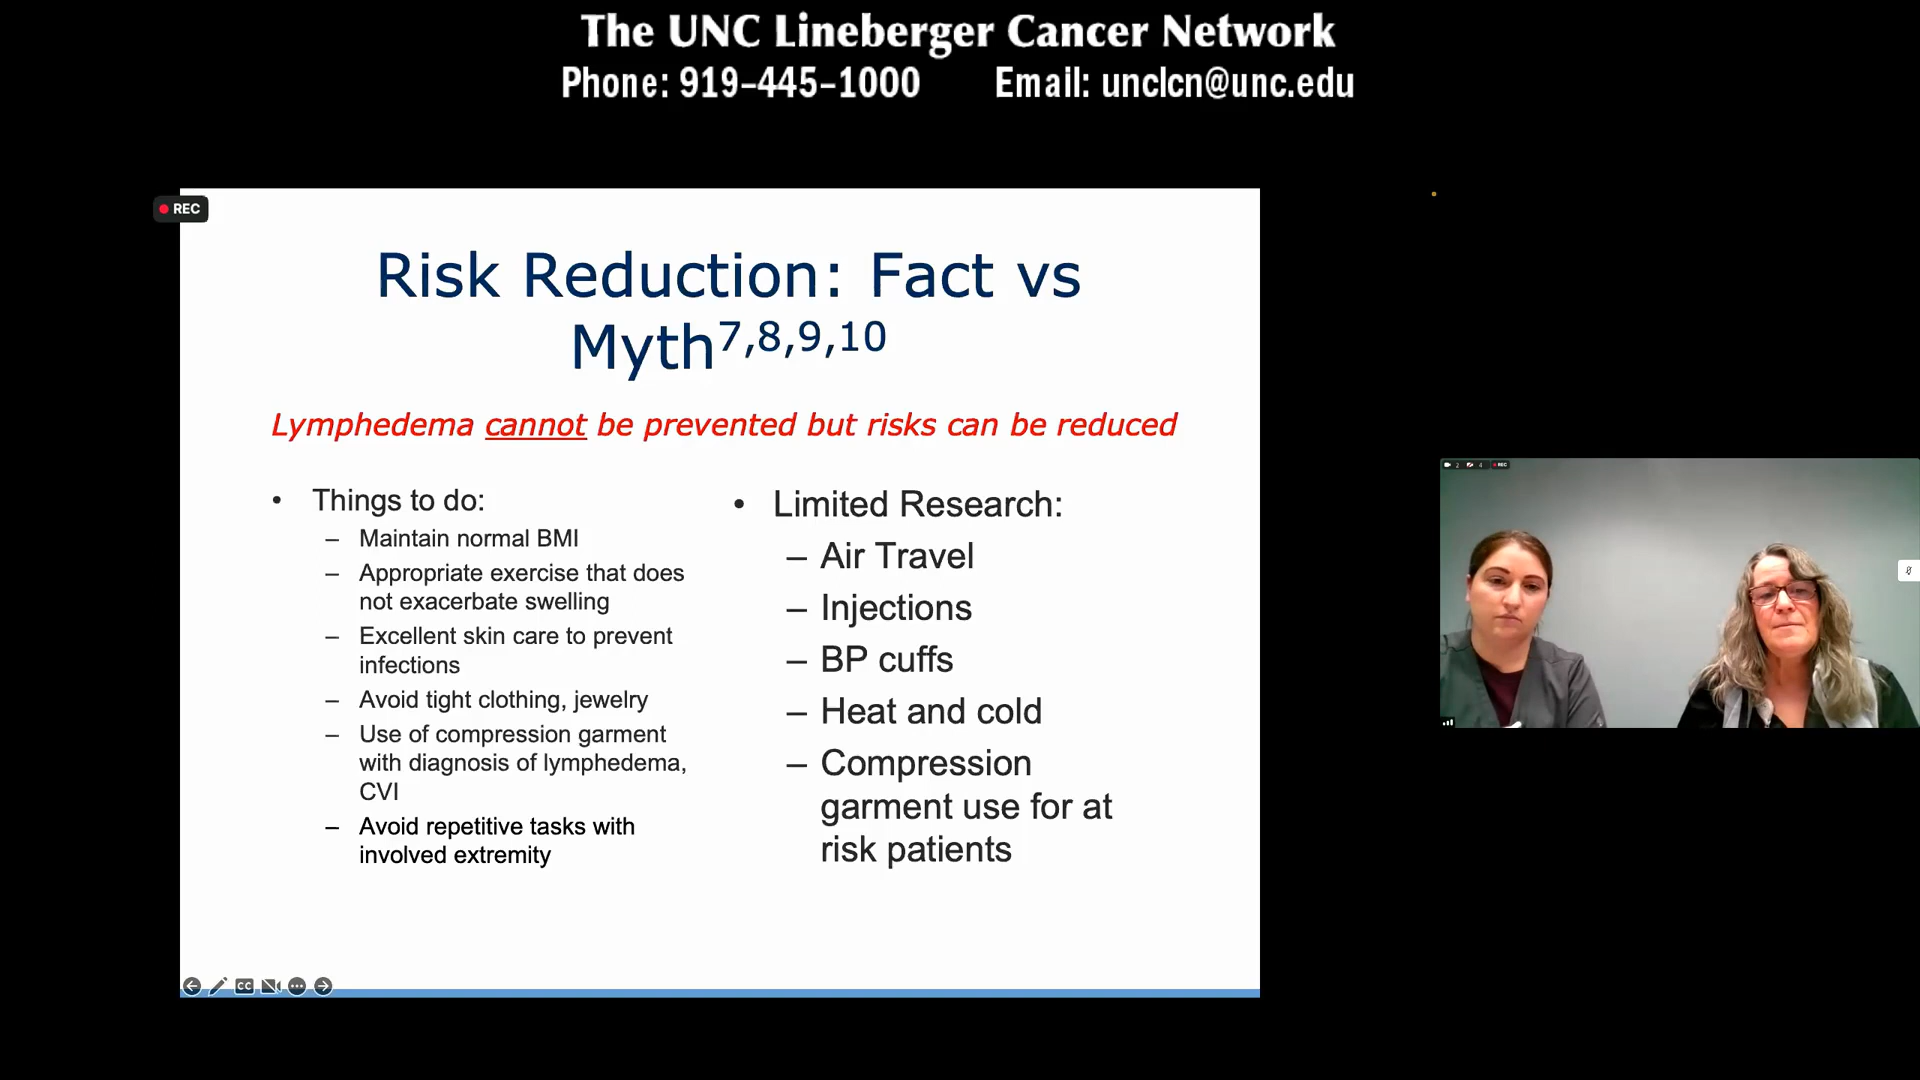 The UNC Lineberger Cancer Network
Phone: 919-445-1000 Email: unclcn@unc.edu
REC
Risk Reduction: Fact vs
Myth7,8,9,10
Lymphedema cannot be prevented but risks can be reduced
• Things to do:
– Maintain normal BMI
– Appropriate exercise that does
not exacerbate swelling
– Excellent skin care to prevent
infections
– Avoid tight clothing, jewelry
– Use of compression garment
with diagnosis of lymphedema,
CVI
– Avoid repetitive tasks with
involved extremity
• Limited Research:
– Air Travel
– Injections
– BP cuffs
– Heat and cold
– Compression
garment use for at
risk patients
CC
2 4 REC